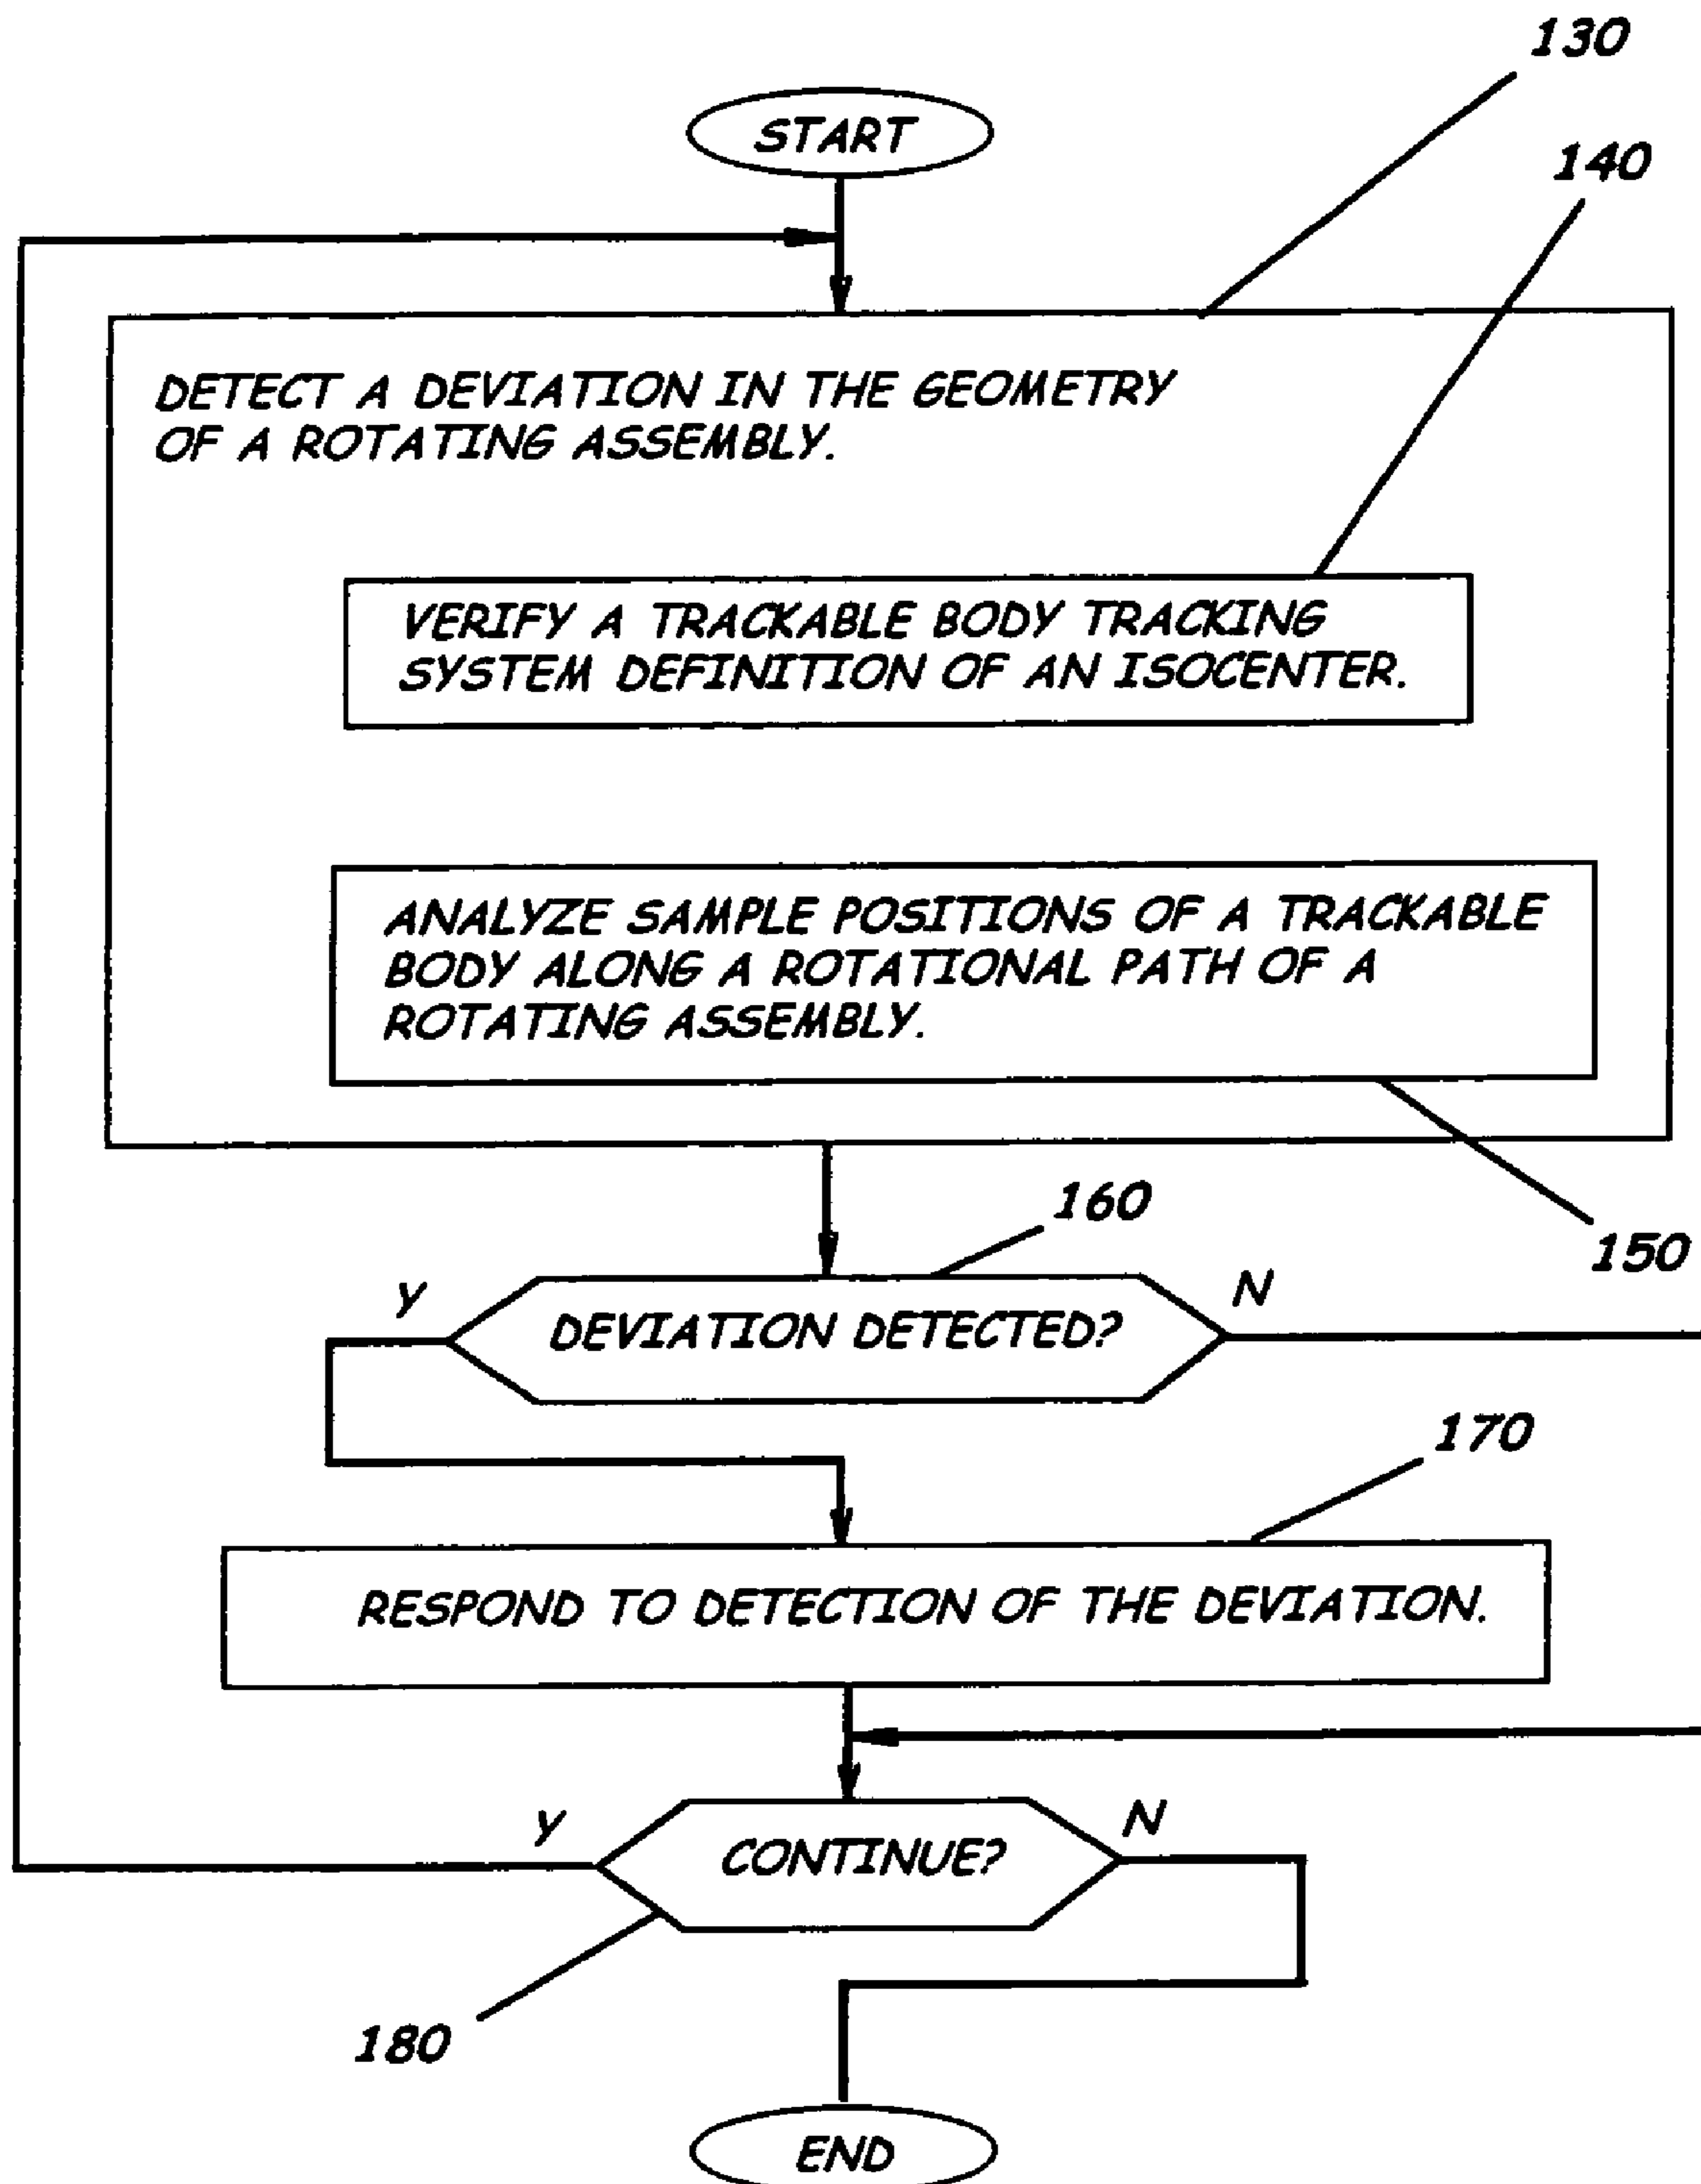 130
START
140
DETECT A DEVIATION IN THE GEOMETRY
OF A ROTATING ASSEMBLY.
VERIFY A TRACKABLE BODY TRACKING
SYSTEM DEFINITION OF AN ISOCENTER.
ANALYZE SAMPLE POSITIONS OF A TRACKABLE
BODY ALONG A ROTATIONAL PATH OF A
ROTATING ASSEMBLY.
160
150
Y
N
DEVIATION DETECTED?
170
RESPOND TO DETECTION OF THE DEVIATION.
Y
N
CONTINUE?
180
END